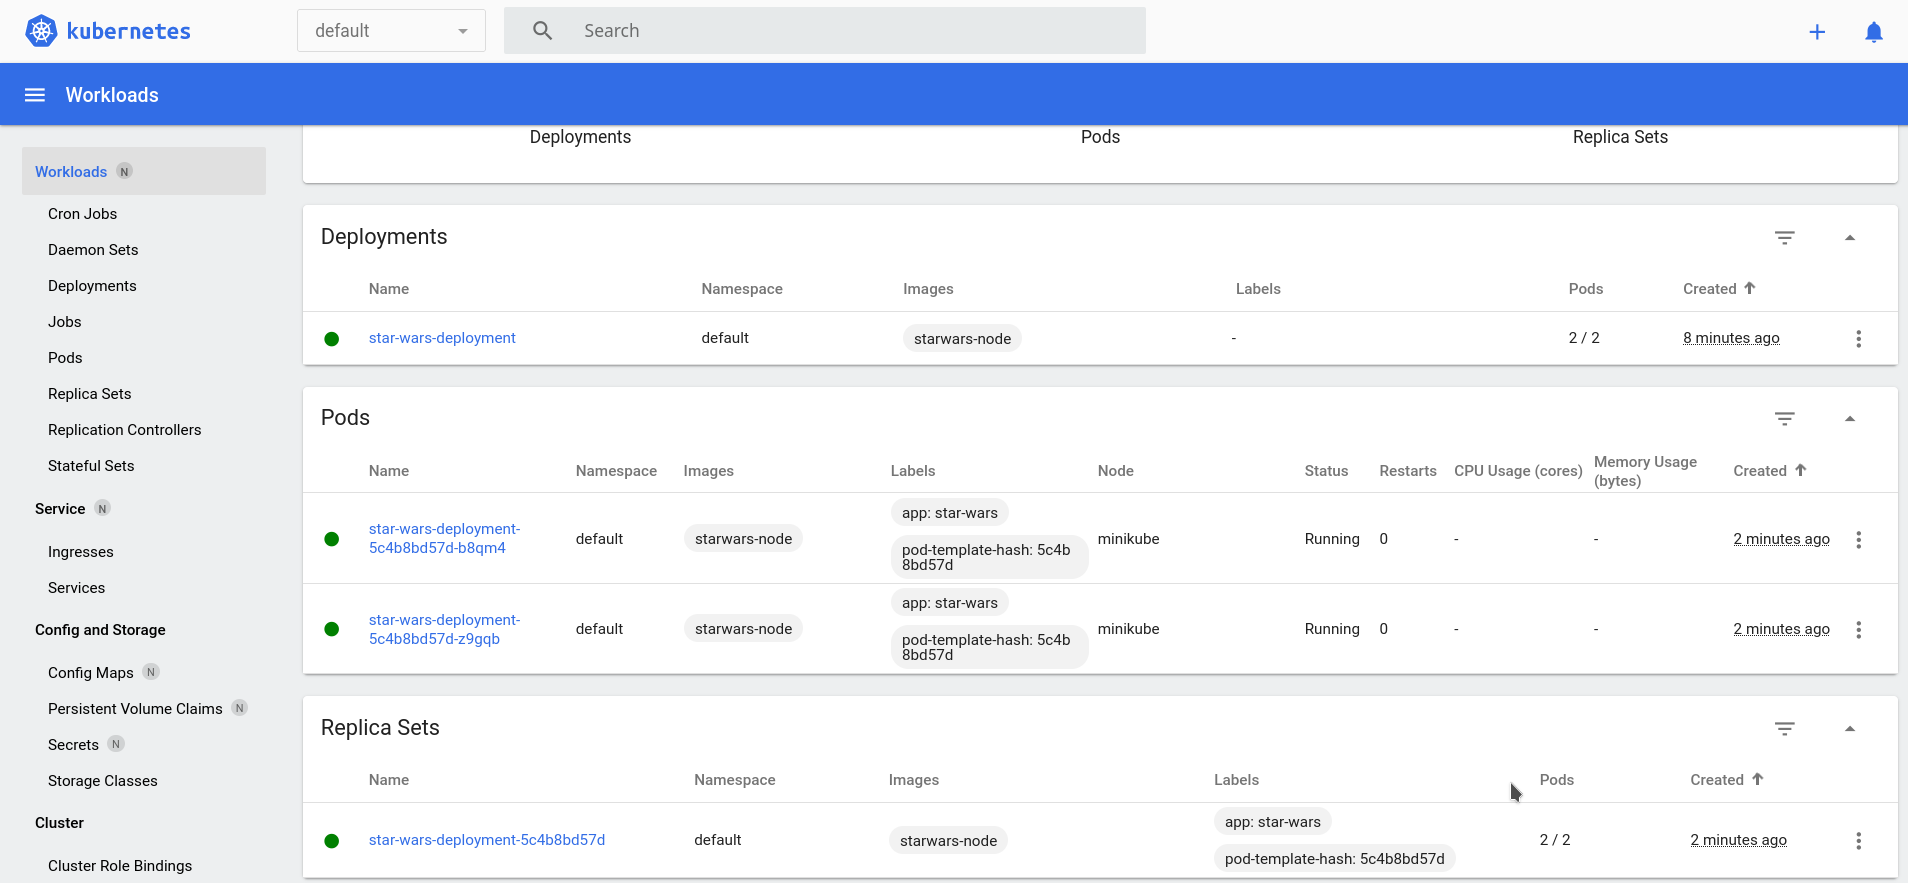 kubernetes
default
Search
Workloads
Deployments Pods Replica Sets
Workloads N
Cron Jobs
Daemon Sets
Deployments
Jobs
Pods
Replica Sets
Replication Controllers
Stateful Sets
Service N
Ingresses
Services
Config and Storage
Config Maps N
Persistent Volume Claims N
Secrets N
Storage Classes
Cluster
Cluster Role Bindings
Deployments
Name Namespace Images Labels Pods Created
star-wars-deployment default starwars-node - 2 / 2 8 minutes ago
Pods
Name Namespace Images Labels Node Status Restarts CPU Usage (cores) Memory Usage
(bytes) Created
star-wars-deployment-
5c4b8bd57d-b8qm4
default
starwars-node
app: star-wars
pod-template-hash: 5c4b
8bd57d
minikube Running 0 - - 2 minutes ago
star-wars-deployment-
5c4b8bd57d-z9gqb
default
starwars-node
app: star-wars
pod-template-hash: 5c4b
8bd57d
minikube Running 0 - - 2 minutes ago
Replica Sets
Name Namespace Images Labels Pods Created
star-wars-deployment-5c4b8bd57d default starwars-node
app: star-wars
pod-template-hash: 5c4b8bd57d
2 / 2 2 minutes ago